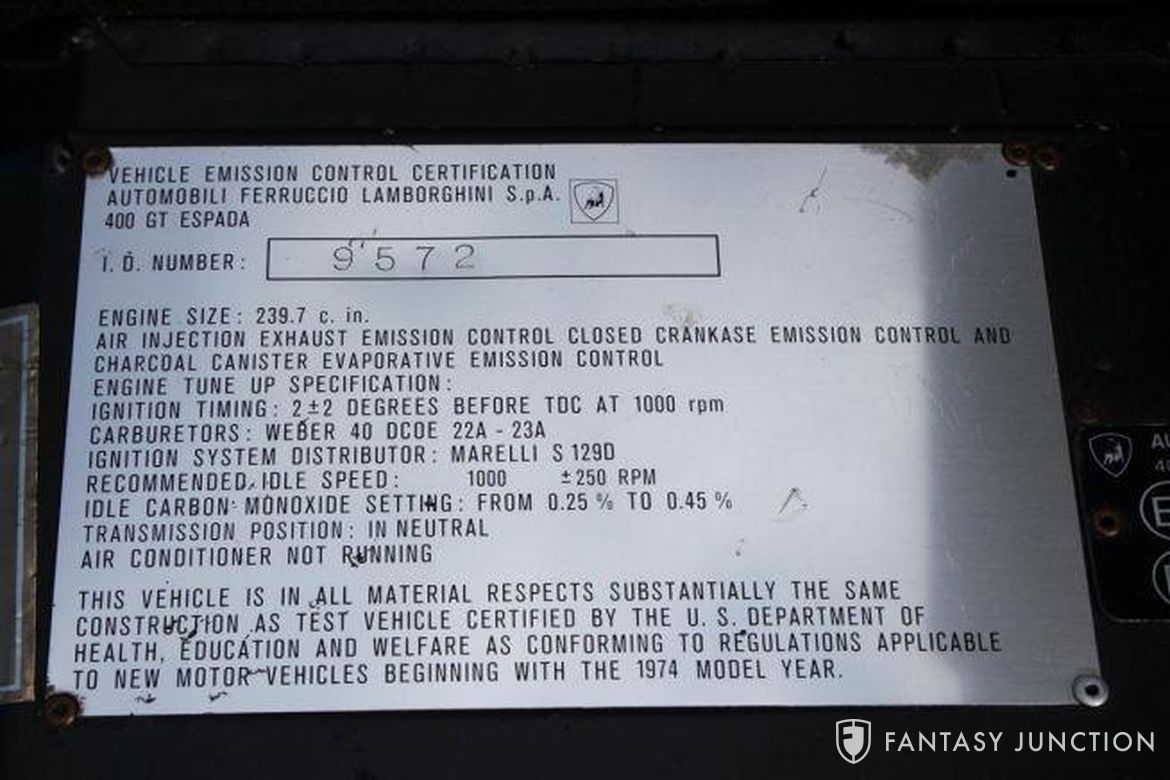 VEHICLE EMISSION CONTROL CERTIFICATION
AUTOMOBILI FERRUCCIO LAMBORGHINI S.p.A.
400 GT ESPADA
I. D. NUMBER: 9572
ENGINE SIZE: 239.7 c. in.
AIR INJECTION EXHAUST EMISSION CONTROL CLOSED CRANKASE EMISSION CONTROL AND
CHARCOAL CANISTER EVAPORATIVE EMISSION CONTROL
ENGINE TUNE UP SPECIFICATION:
IGNITION TIMING: 2 ±2 DEGREES BEFORE TDC AT 1000 rpm
CARBURETORS: WEBER 40 DCOE 22A - 23A
IGNITION SYSTEM DISTRIBUTOR: MARELLI S 129D
RECOMMENDED IDLE SPEED: 1000 ±250 RPM
IDLE CARBON MONOXIDE SETTING: FROM 0.25 % TO 0.45 %
TRANSMISSION POSITION: IN NEUTRAL
AIR CONDITIONER NOT RUNNING
THIS VEHICLE IS IN ALL MATERIAL RESPECTS SUBSTANTIALLY THE SAME
CONSTRUCTION AS TEST VEHICLE CERTIFIED BY THE U. S. DEPARTMENT OF
HEALTH, EDUCATION AND WELFARE AS CONFORMING TO REGULATIONS APPLICABLE
TO NEW MOTOR VEHICLES BEGINNING WITH THE 1974 MODEL YEAR.
FANTASY JUNCTION